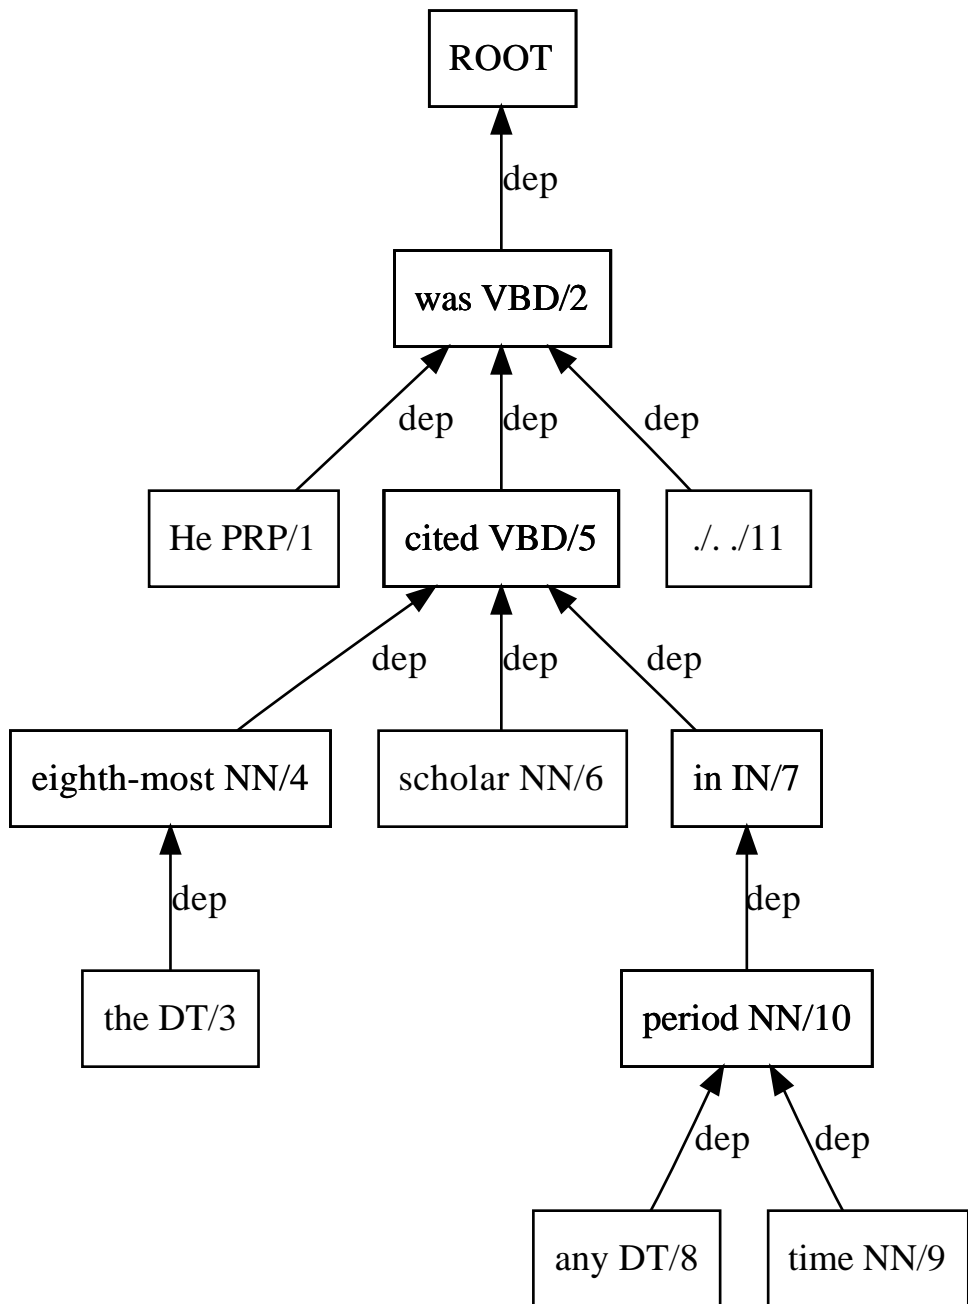 ROOT
dep
was VBD/2
dep dep dep
He PRP/1 cited VBD/5 ./. ./11
dep dep dep
eighth-most NN/4 scholar NN/6 in IN/7
dep dep
the DT/3 period NN/10
dep dep
any DT/8 time NN/9